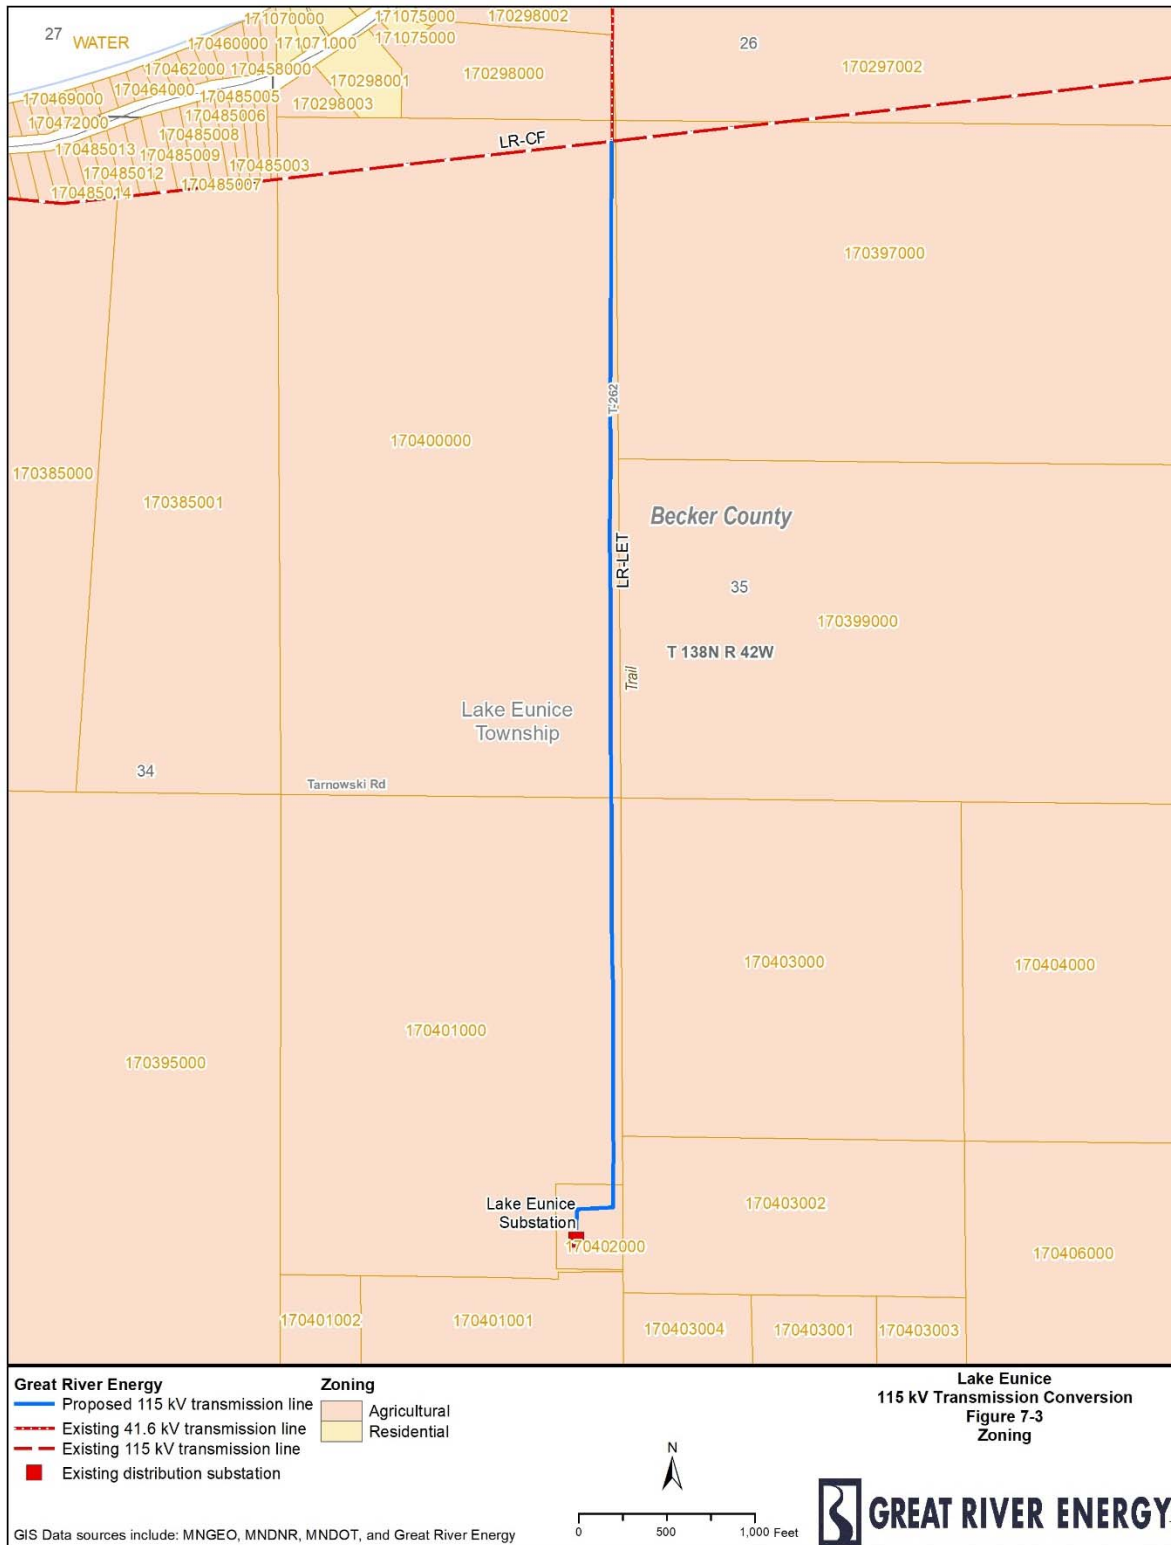 171070000
171075000
170298002
27
WATER
170460000
171071000
171075000
26
170462000
170458000
170298001
170298000
170297002
170469000
170464000
170485005
170298003
170472000
170485006
170485008
LR-CF
170485013
170485009
170485003
170485012
170485007
170485014
170397000
T-262
170400000
170385000
170385001
Becker County
LR-LET
35
170399000
T 138N R 42W
Trail
Lake Eunice
Township
34
Tarnowski Rd
170403000
170404000
170401000
170395000
Lake Eunice
Substation
170403002
170402000
170406000
170401002
170401001
170403004
170403001
170403003
Great River Energy
Proposed 115 kV transmission line
Existing 41.6 kV transmission line
Existing 115 kV transmission line
Existing distribution substation
Zoning
Agricultural
Residential
Lake Eunice
115 kV Transmission Conversion
Figure 7-3
Zoning
N
0 500 1,000 Feet
GREAT RIVER ENERGY
GIS Data sources include: MNGEO, MNDNR, MNDOT, and Great River Energy